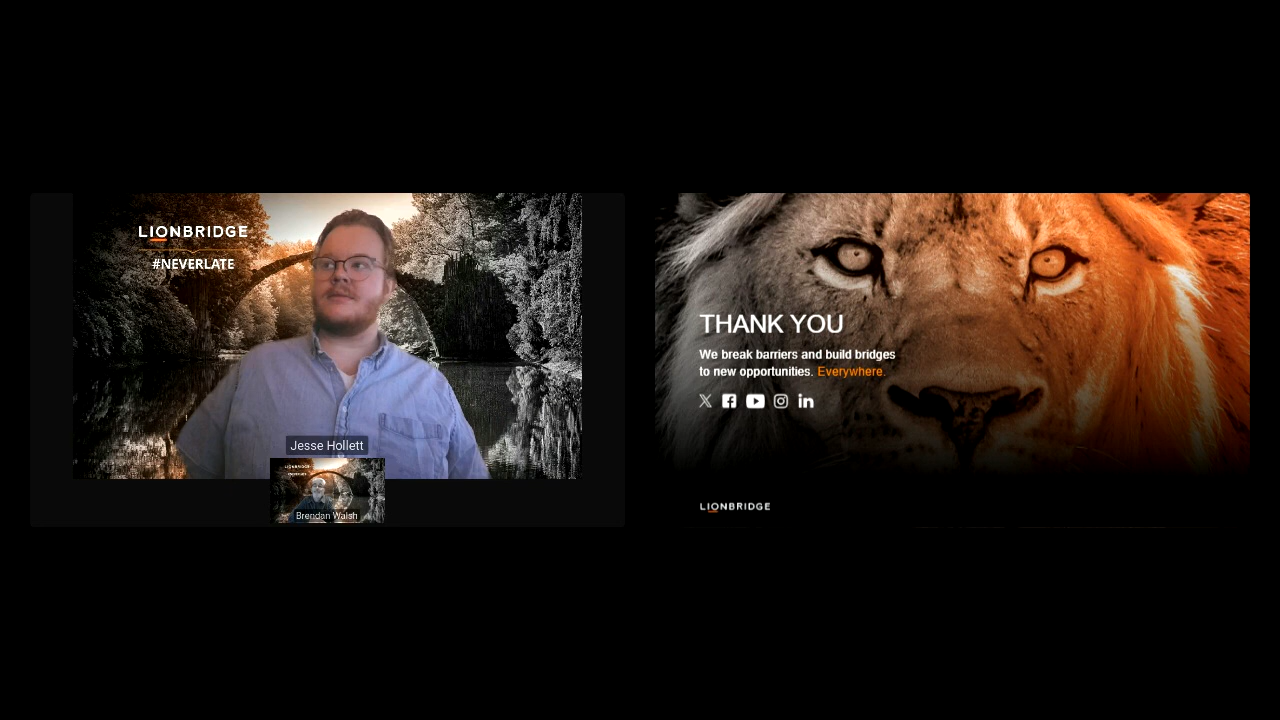 LIONBRIDGE
#NEVERLATE
Jesse Hollett
Brendan Walsh
THANK YOU
We break barriers and build bridges
to new opportunities. Everywhere.
LIONBRIDGE